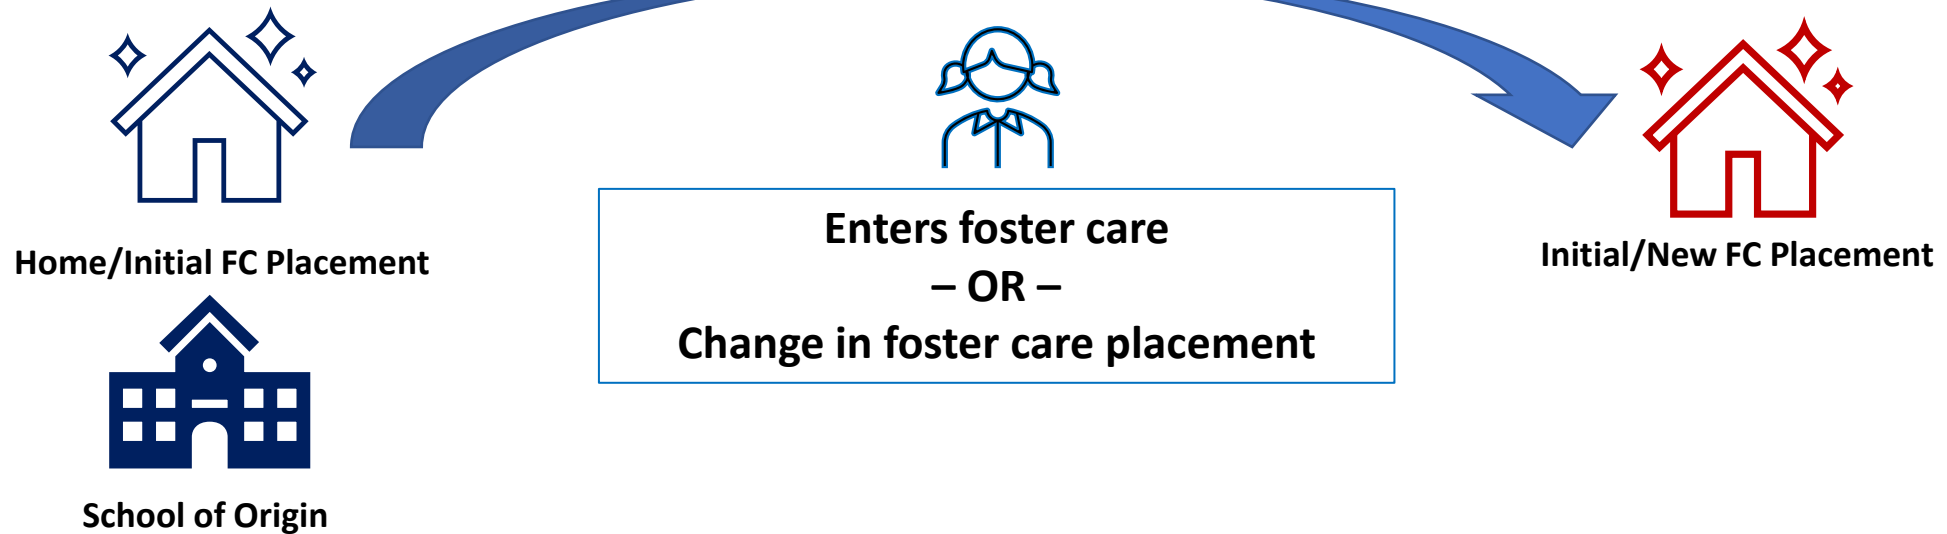 Home/Initial FC Placement
School of Origin
Enters foster care
– OR –
Change in foster care placement
Initial/New FC Placement